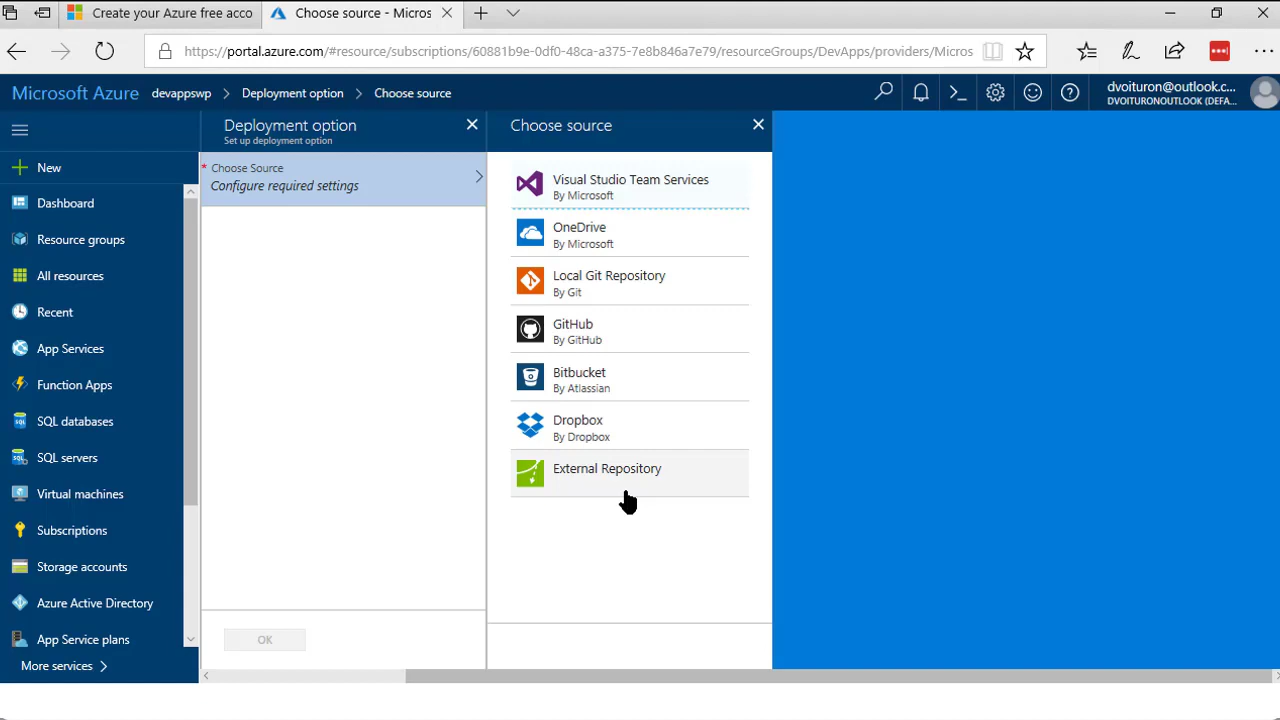 Create your Azure free acco
Choose source - Micros
https://portal.azure.com/#resource/subscriptions/60881b9e-0df0-48ca-a375-7e8b846a7e79/resourceGroups/DevApps/providers/Micros
Microsoft Azure
devappswp
Deployment option
Choose source
dvoituron@outlook.c...
DVOITURONOUTLOOK (DEFA...
New
Dashboard
Resource groups
All resources
Recent
App Services
Function Apps
SQL databases
SQL servers
Virtual machines
Subscriptions
Storage accounts
Azure Active Directory
App Service plans
More services
Deployment option
Set up deployment option
* Choose Source
Configure required settings
OK
Choose source
Visual Studio Team Services
By Microsoft
OneDrive
By Microsoft
Local Git Repository
By Git
GitHub
By GitHub
Bitbucket
By Atlassian
Dropbox
By Dropbox
External Repository